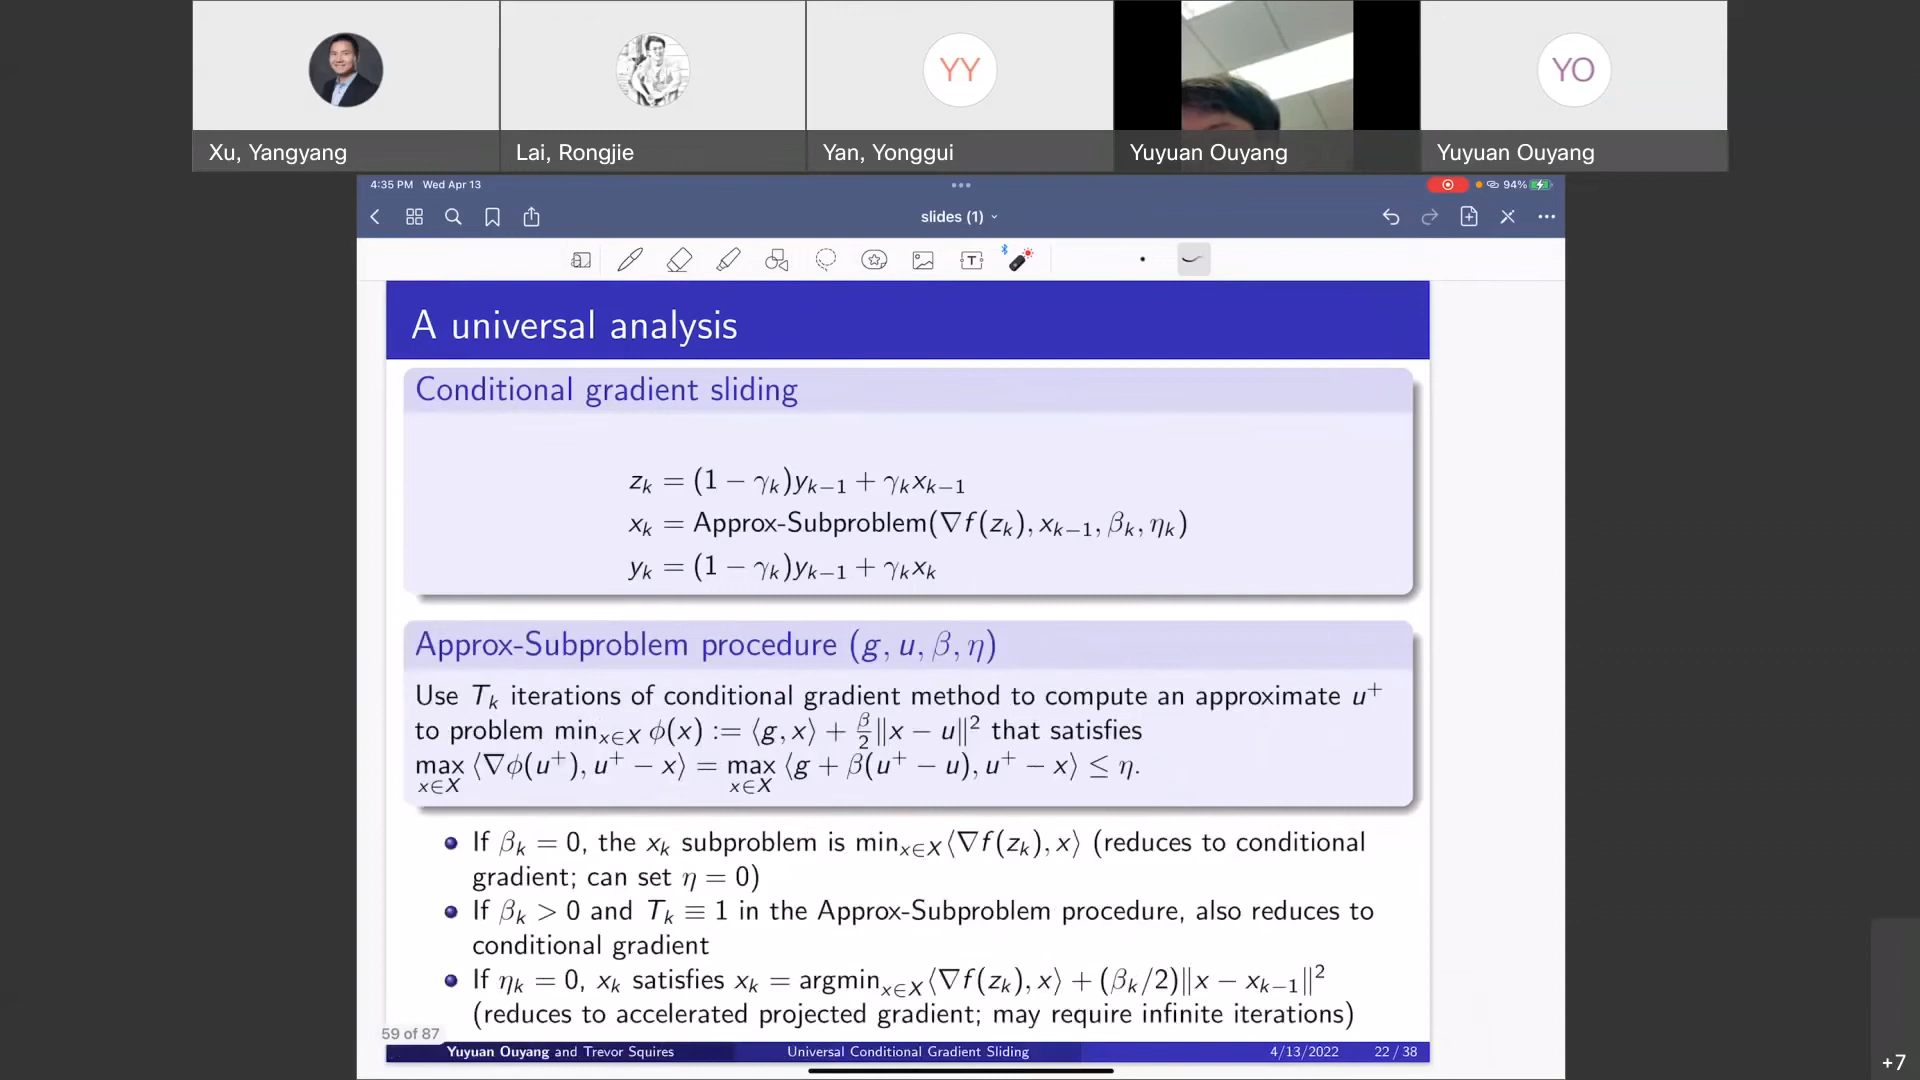 YY
YO
Xu, Yangyang
Lai, Rongjie
Yan, Yonggui
Yuyuan Ouyang
Yuyuan Ouyang
4:35 PM Wed Apr 13
94%
slides (1)
T
A universal analysis
Conditional gradient sliding
z_k = (1 − γ_k)y_{k−1} + γ_k x_{k−1}
x_k = Approx-Subproblem(∇f(z_k), x_{k−1}, β_k, η_k)
y_k = (1 − γ_k)y_{k−1} + γ_k x_k
Approx-Subproblem procedure (g, u, β, η)
Use T_k iterations of conditional gradient method to compute an approximate u⁺
to problem min_{x∈X} ϕ(x) := ⟨g, x⟩ + β/2 ‖x − u‖² that satisfies
max_{x∈X} ⟨∇ϕ(u⁺), u⁺ − x⟩ = max_{x∈X} ⟨g + β(u⁺ − u), u⁺ − x⟩ ≤ η.
• If β_k = 0, the x_k subproblem is min_{x∈X}⟨∇f(z_k), x⟩ (reduces to conditional
gradient; can set η = 0)
• If β_k > 0 and T_k ≡ 1 in the Approx-Subproblem procedure, also reduces to
conditional gradient
• If η_k = 0, x_k satisfies x_k = argmin_{x∈X}⟨∇f(z_k), x⟩ + (β_k/2)‖x − x_{k−1}‖²
(reduces to accelerated projected gradient; may require infinite iterations)
59 of 87
Yuyuan Ouyang and Trevor Squires
Universal Conditional Gradient Sliding
4/13/2022
22 / 38
+7